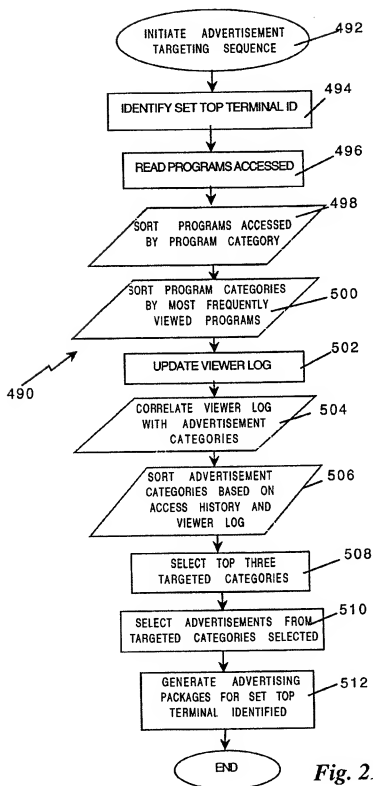 INITIATE ADVERTISEMENT
TARGETING SEQUENCE
492
IDENTIFY SET TOP TERMINAL ID
494
READ PROGRAMS ACCESSED
496
SORT PROGRAMS ACCESSED
BY PROGRAM CATEGORY
498
SORT PROGRAM CATEGORIES
BY MOST FREQUENTLY
VIEWED PROGRAMS
500
UPDATE VIEWER LOG
502
490
CORRELATE VIEWER LOG
WITH ADVERTISEMENT
CATEGORIES
504
SORT ADVERTISEMENT
CATEGORIES BASED ON
ACCESS HISTORY AND
VIEWER LOG
506
SELECT TOP THREE
TARGETED CATEGORIES
508
SELECT ADVERTISEMENTS FROM
TARGETED CATEGORIES SELECTED
510
GENERATE ADVERTISING
PACKAGES FOR SET TOP
TERMINAL IDENTIFIED
512
END
Fig. 2